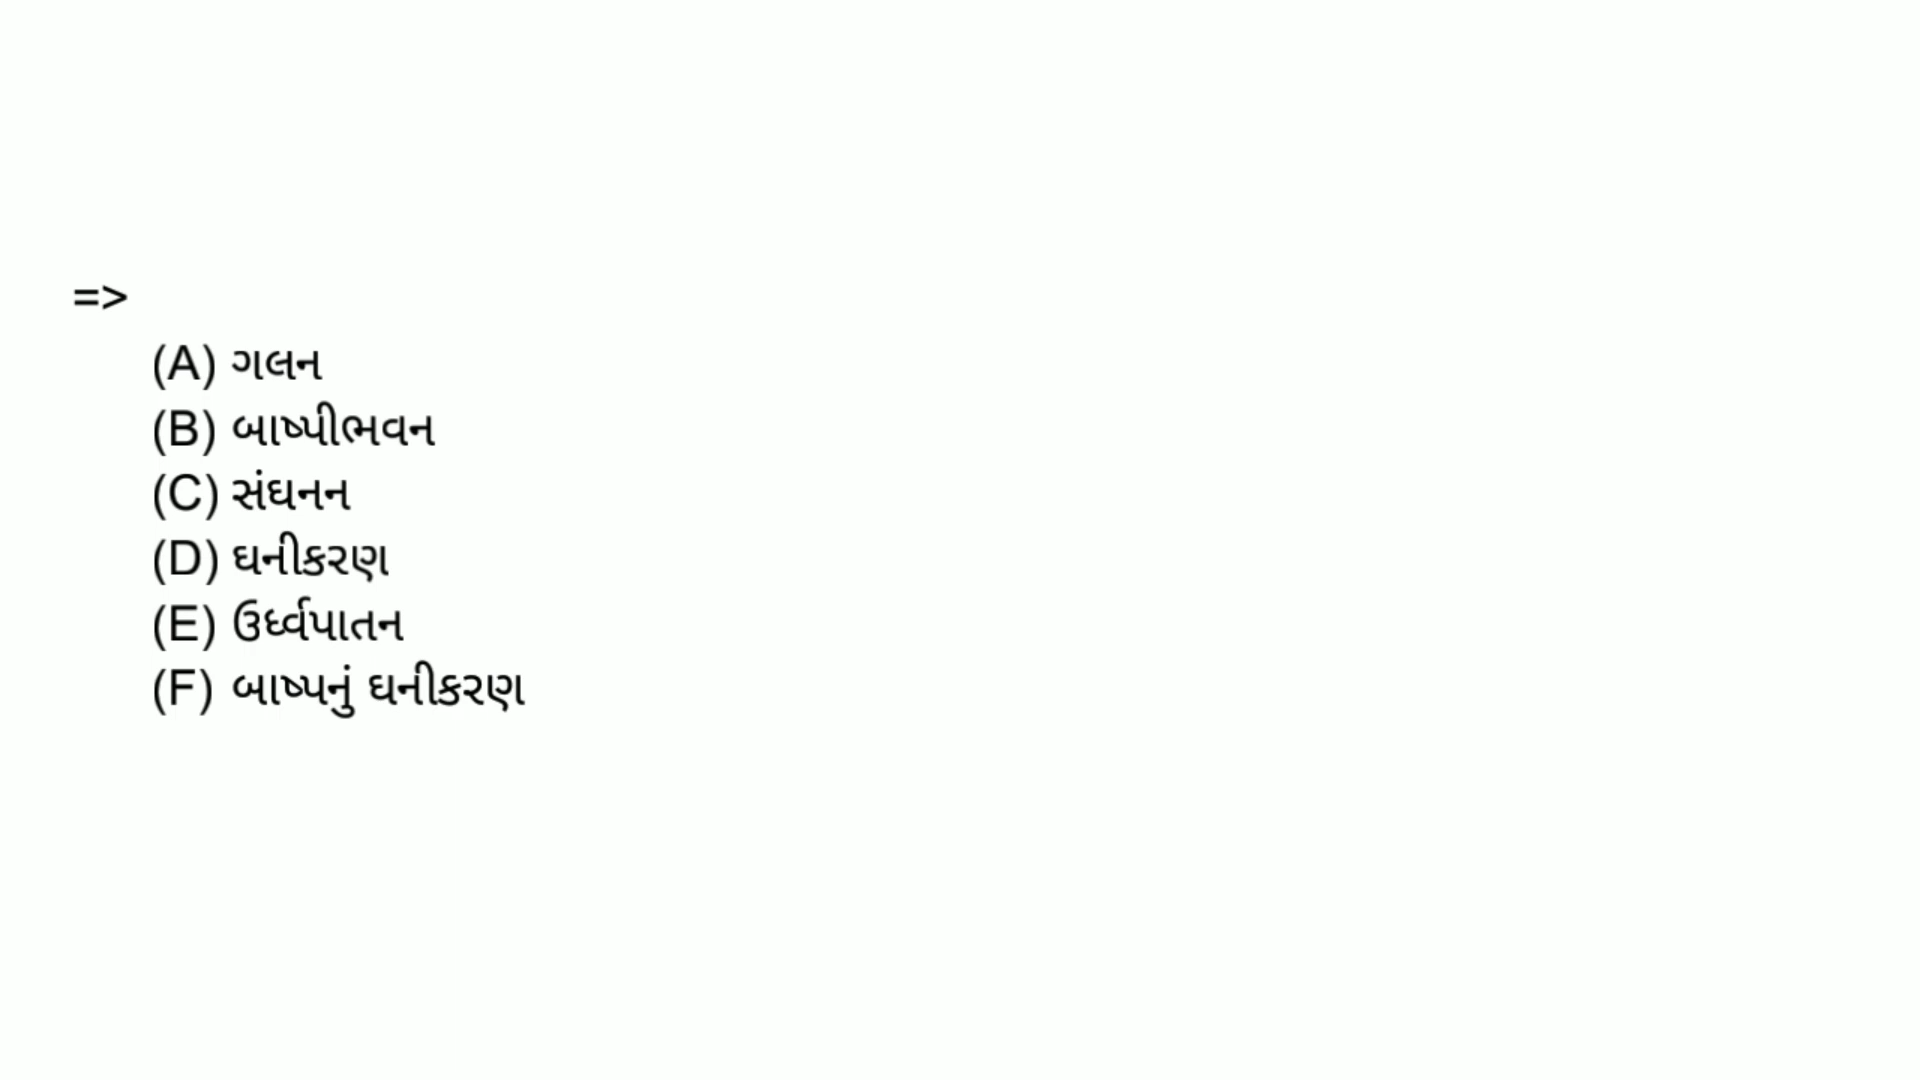 =>
(A) ગલન
(B) બાષ્પીભવન
(C) સંઘનન
(D) ઘનીકરણ
(E) ઉર્ધ્વપાતન
(F) બાષ્પનું ઘનીકરણ